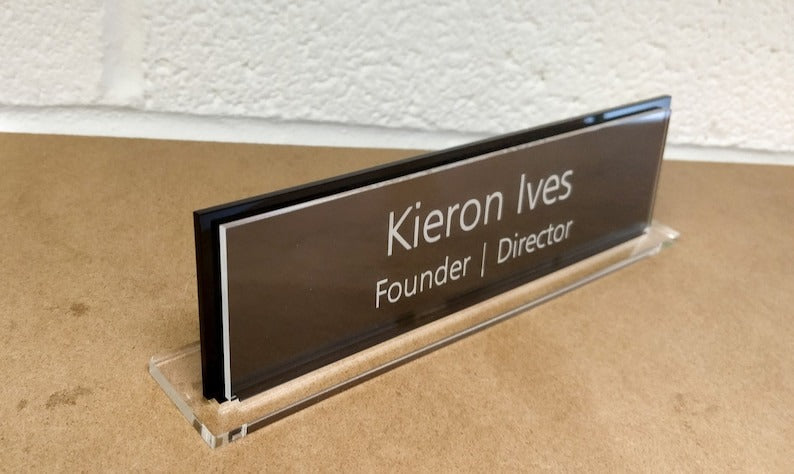 Kieron Ives
Founder | Director